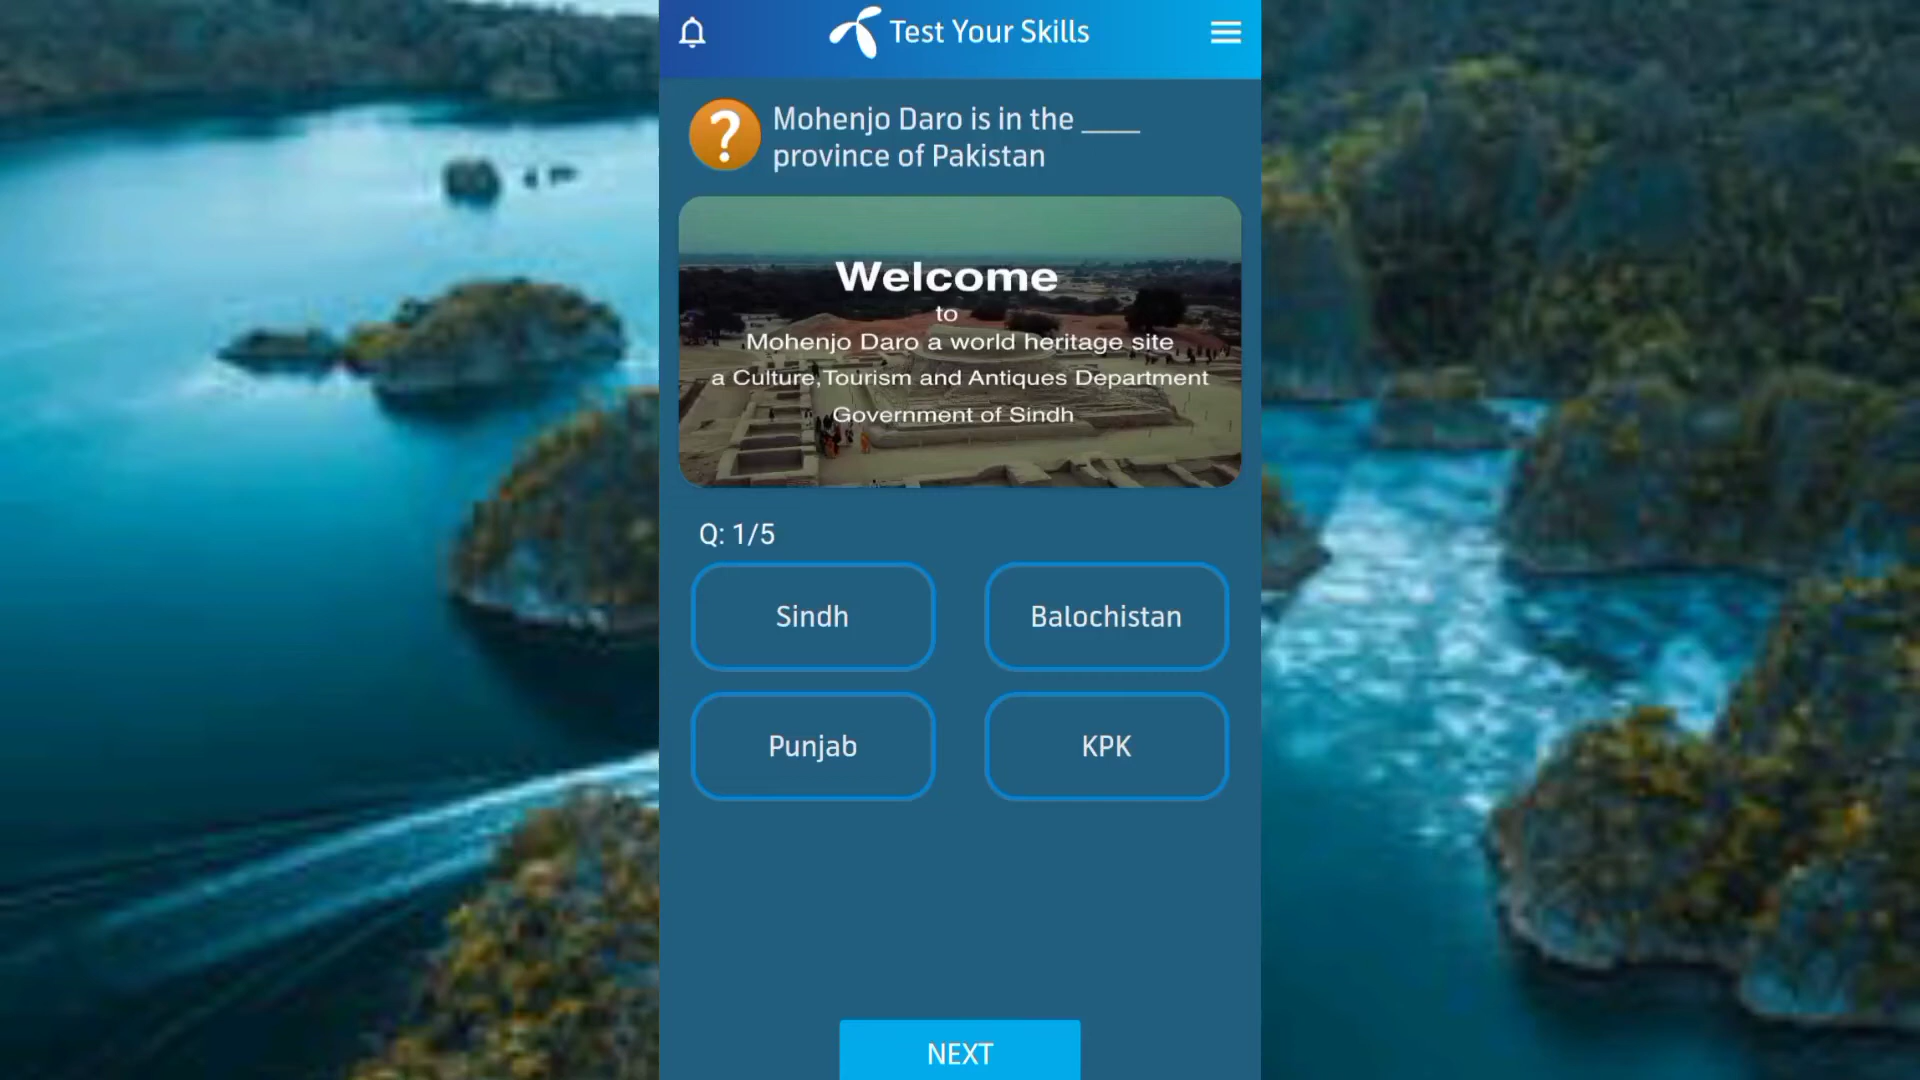 Test Your Skills
?
Mohenjo Daro is in the ____
province of Pakistan
Welcome
to
Mohenjo Daro a world heritage site
a Culture,Tourism and Antiques Department
Government of Sindh
Q: 1/5
Sindh
Balochistan
Punjab
KPK
NEXT